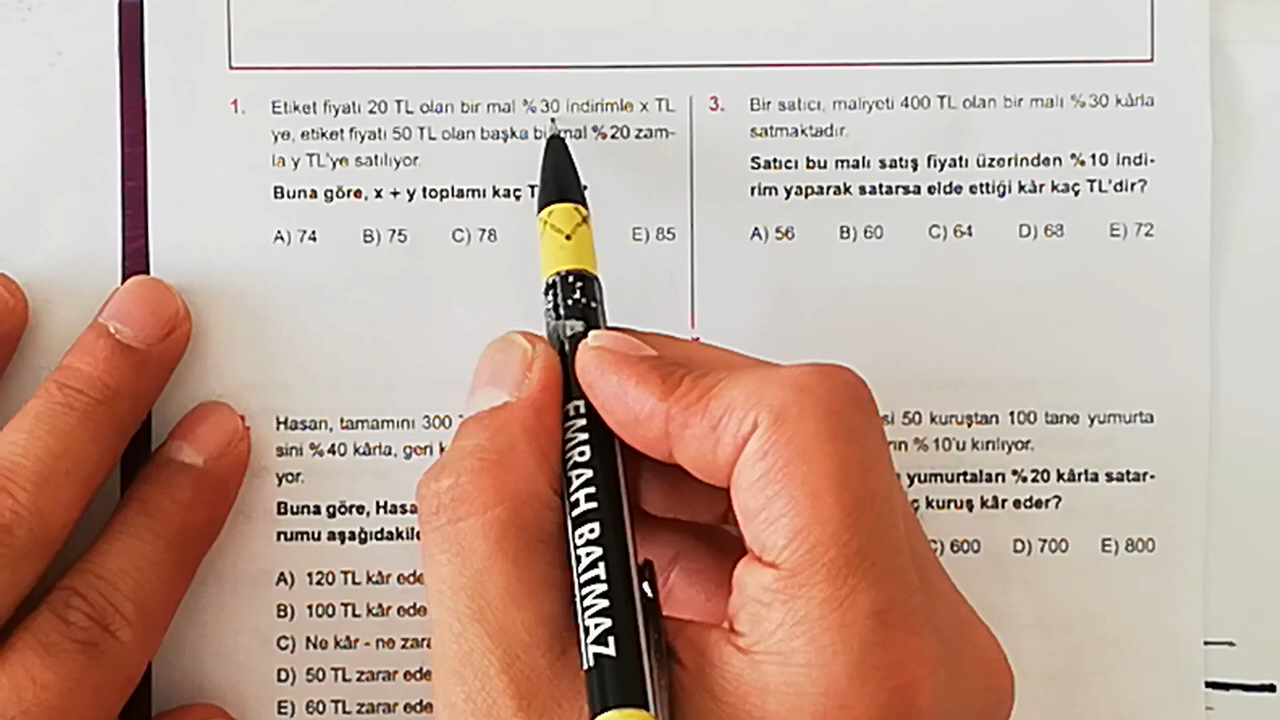 1. Etiket fiyatı 20 TL olan bir mal %30 indirimle x TL
ye, etiket fiyatı 50 TL olan başka bi mal %20 zam-
la y TL'ye satılıyor.
Buna göre, x + y toplamı kaç T
A) 74 B) 75 C) 78 E) 85
3. Bir satıcı, maliyeti 400 TL olan bir malı %30 kârla
satmaktadır.
Satıcı bu malı satış fiyatı üzerinden %10 indi-
rim yaparak satarsa elde ettiği kâr kaç TL'dir?
A) 56 B) 60 C) 64 D) 68 E) 72
Hasan, tamamını 300
sini %40 kârla, geri k
yor.
Buna göre, Hasa
rumu aşağıdakile
A) 120 TL kâr ede
B) 100 TL kâr ede
C) Ne kâr - ne zara
D) 50 TL zarar ede
E) 60 TL zarar ede
si 50 kuruştan 100 tane yumurta
ın %10'u kırılıyor.
yumurtaları %20 kârla satar-
ç kuruş kâr eder?
C) 600 D) 700 E) 800
EMRAH BATMAZ